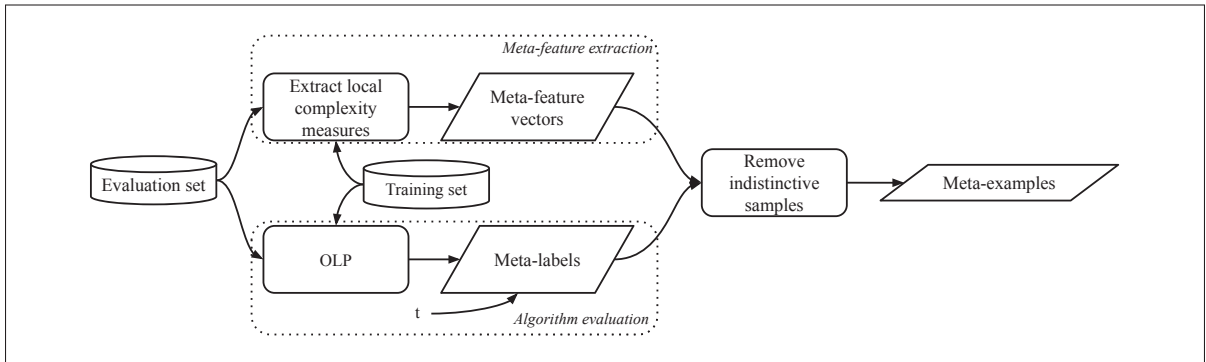 Meta-feature extraction
Extract local
complexity
measures
Meta-feature
vectors
Evaluation set
Training set
Remove
indistinctive
samples
Meta-examples
OLP
Meta-labels
t
Algorithm evaluation